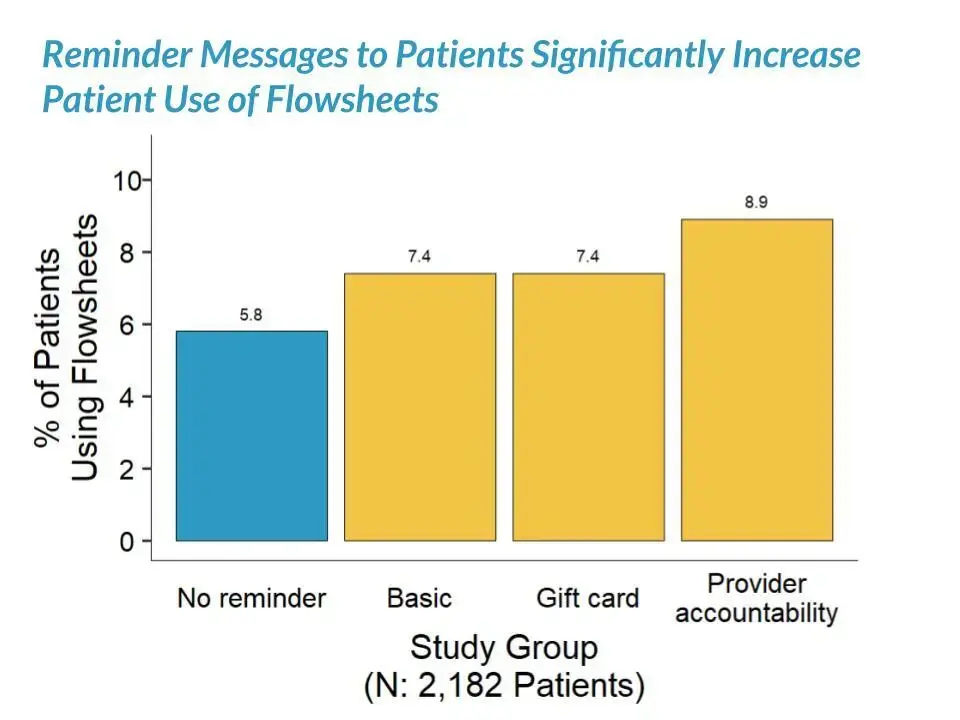 Reminder Messages to Patients Significantly Increase
Patient Use of Flowsheets
% of Patients
Using Flowsheets
10
8
6
4
2
0
5.8
7.4
7.4
8.9
No reminder
Basic
Gift card
Provider
accountability
Study Group
(N: 2,182 Patients)